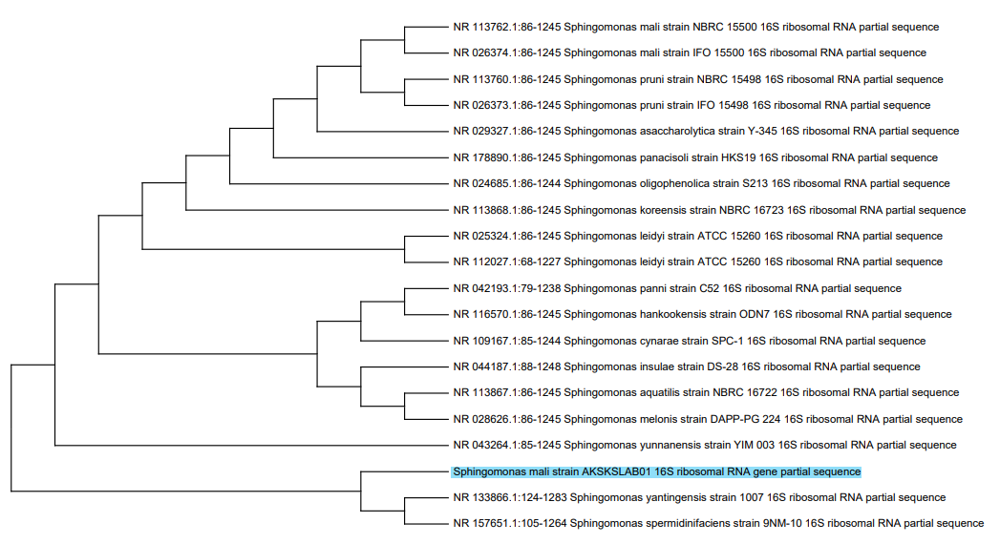 NR 113762.1:86-1245 Sphingomonas mali strain NBRC 15500 16S ribosomal RNA partial sequence
NR 026374.1:86-1245 Sphingomonas mali strain IFO 15500 16S ribosomal RNA partial sequence
NR 113760.1:86-1245 Sphingomonas pruni strain NBRC 15498 16S ribosomal RNA partial sequence
NR 026373.1:86-1245 Sphingomonas pruni strain IFO 15498 16S ribosomal RNA partial sequence
NR 029327.1:86-1245 Sphingomonas asaccharolytica strain Y-345 16S ribosomal RNA partial sequence
NR 178890.1:86-1245 Sphingomonas panacisoli strain HKS19 16S ribosomal RNA partial sequence
NR 024685.1:86-1244 Sphingomonas oligophenolica strain S213 16S ribosomal RNA partial sequence
NR 113868.1:86-1245 Sphingomonas koreensis strain NBRC 16723 16S ribosomal RNA partial sequence
NR 025324.1:86-1245 Sphingomonas leidyi strain ATCC 15260 16S ribosomal RNA partial sequence
NR 112027.1:68-1227 Sphingomonas leidyi strain ATCC 15260 16S ribosomal RNA partial sequence
NR 042193.1:79-1238 Sphingomonas panni strain C52 16S ribosomal RNA partial sequence
NR 116570.1:86-1245 Sphingomonas hankookensis strain ODN7 16S ribosomal RNA partial sequence
NR 109167.1:85-1244 Sphingomonas cynarae strain SPC-1 16S ribosomal RNA partial sequence
NR 044187.1:88-1248 Sphingomonas insulae strain DS-28 16S ribosomal RNA partial sequence
NR 113867.1:86-1245 Sphingomonas aquatilis strain NBRC 16722 16S ribosomal RNA partial sequence
NR 028626.1:86-1245 Sphingomonas melonis strain DAPP-PG 224 16S ribosomal RNA partial sequence
NR 043264.1:85-1245 Sphingomonas yunnanensis strain YIM 003 16S ribosomal RNA partial sequence
Sphingomonas mali strain AKSKSLAB01 16S ribosomal RNA gene partial sequence
NR 133866.1:124-1283 Sphingomonas yantingensis strain 1007 16S ribosomal RNA partial sequence
NR 157651.1:105-1264 Sphingomonas spermidinifaciens strain 9NM-10 16S ribosomal RNA partial sequence